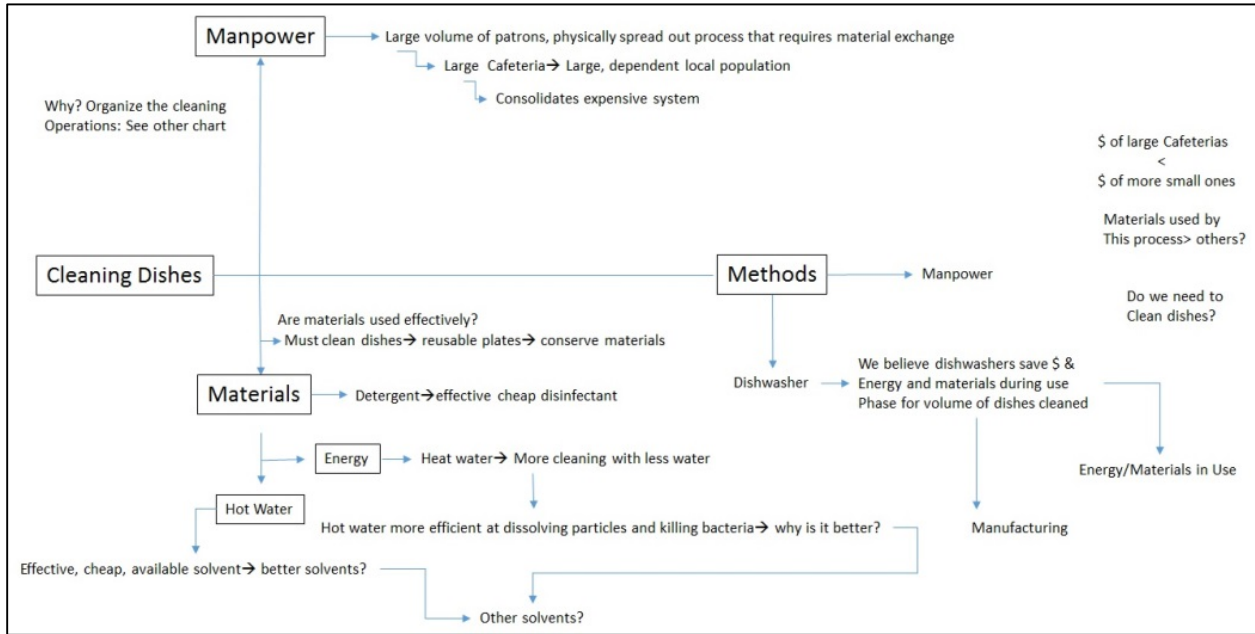 Manpower
Large volume of patrons, physically spread out process that requires material exchange
Large Cafeteria→ Large, dependent local population
Consolidates expensive system
Why? Organize the cleaning
Operations: See other chart
$ of large Cafeterias
<
$ of more small ones
Materials used by
This process> others?
Cleaning Dishes
Methods
Manpower
Do we need to
Clean dishes?
Are materials used effectively?
Must clean dishes→ reusable plates→ conserve materials
Materials
Detergent→effective cheap disinfectant
Dishwasher
We believe dishwashers save $ &
Energy and materials during use
Phase for volume of dishes cleaned
Energy
Heat water→ More cleaning with less water
Energy/Materials in Use
Hot Water
Hot water more efficient at dissolving particles and killing bacteria→ why is it better?
Manufacturing
Effective, cheap, available solvent→ better solvents?
Other solvents?